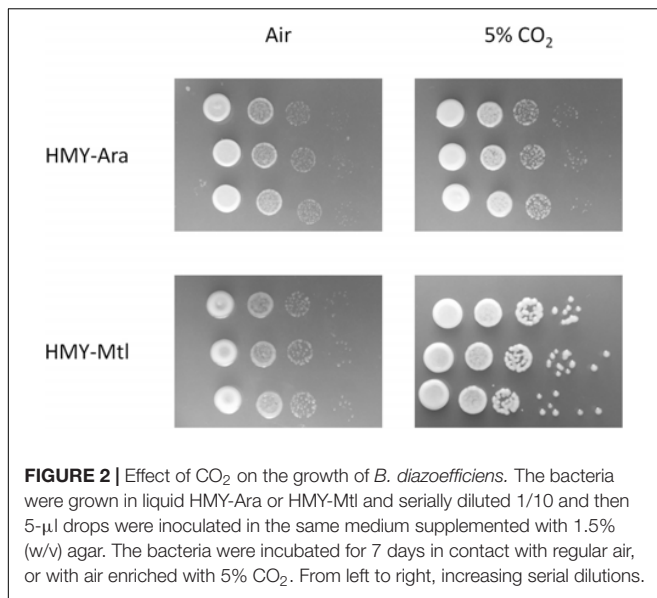 Air 5% CO₂
HMY-Ara
HMY-Mtl
FIGURE 2 | Effect of CO₂ on the growth of B. diazoefficiens. The bacteria
were grown in liquid HMY-Ara or HMY-Mtl and serially diluted 1/10 and then
5-μl drops were inoculated in the same medium supplemented with 1.5%
(w/v) agar. The bacteria were incubated for 7 days in contact with regular air,
or with air enriched with 5% CO₂. From left to right, increasing serial dilutions.